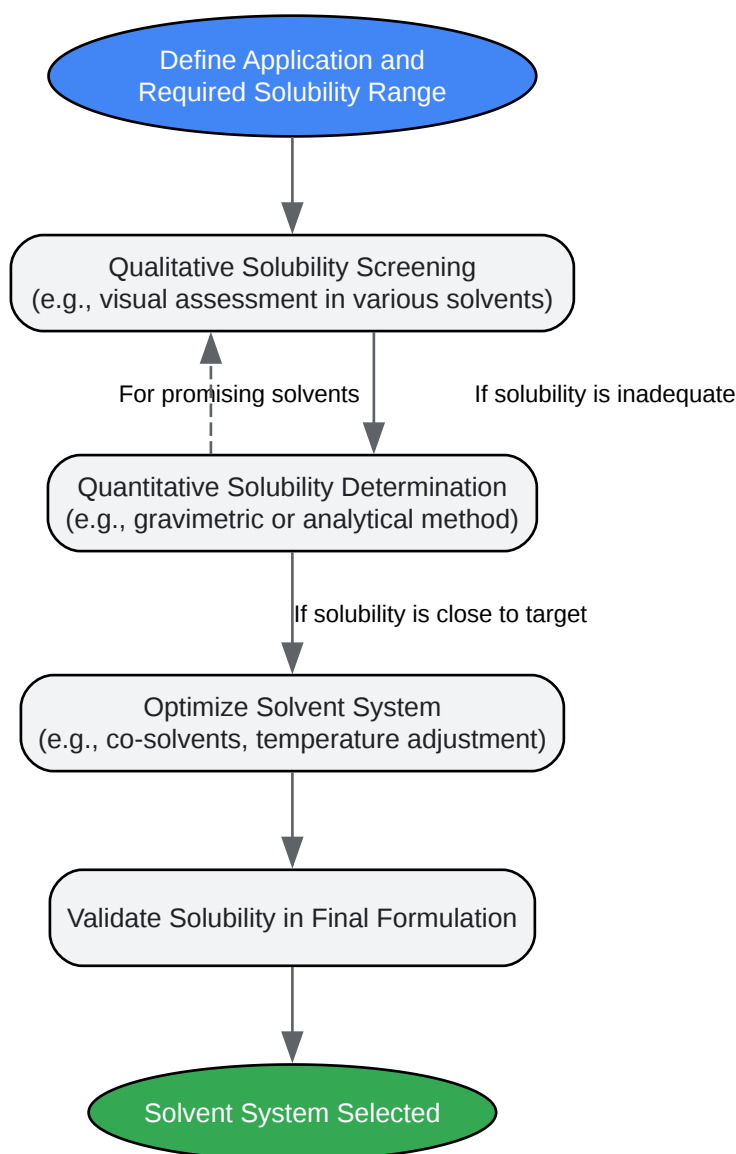 Define Application and
Required Solubility Range
Qualitative Solubility Screening
(e.g., visual assessment in various solvents)
For promising solvents
If solubility is inadequate
Quantitative Solubility Determination
(e.g., gravimetric or analytical method)
If solubility is close to target
Optimize Solvent System
(e.g., co-solvents, temperature adjustment)
Validate Solubility in Final Formulation
Solvent System Selected